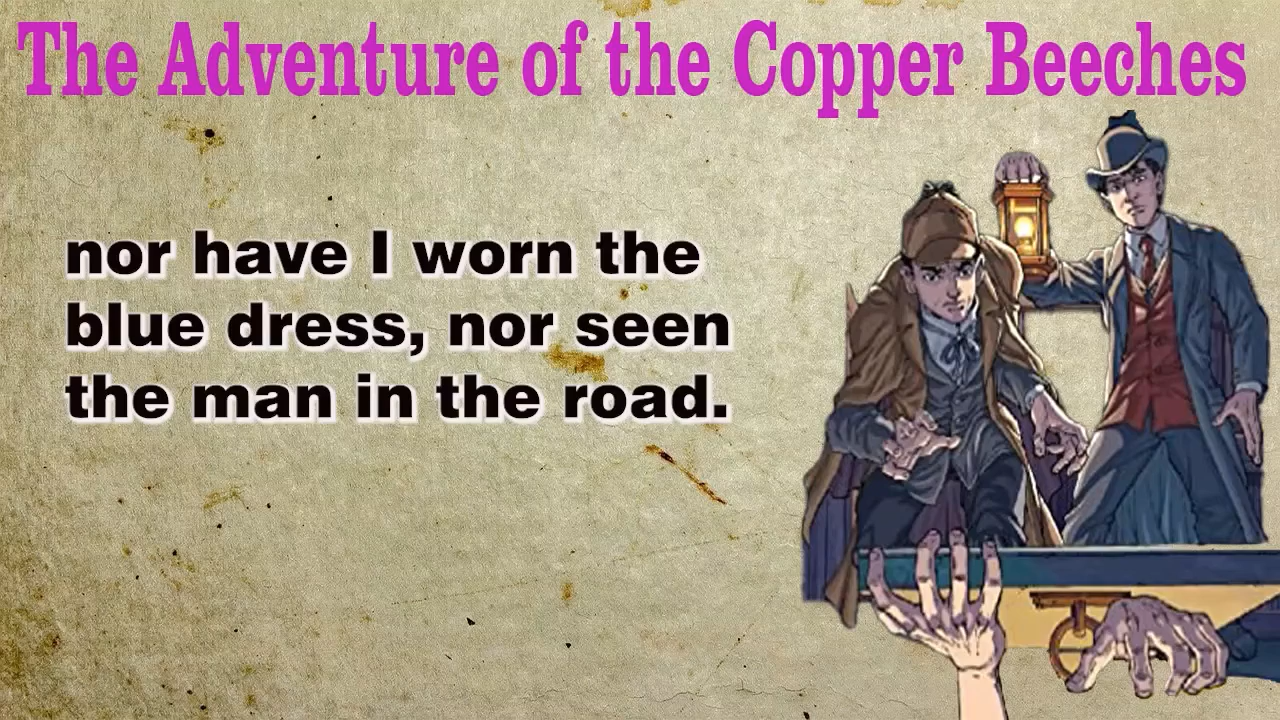 The Adventure of the Copper Beeches
nor have I worn the
blue dress, nor seen
the man in the road.